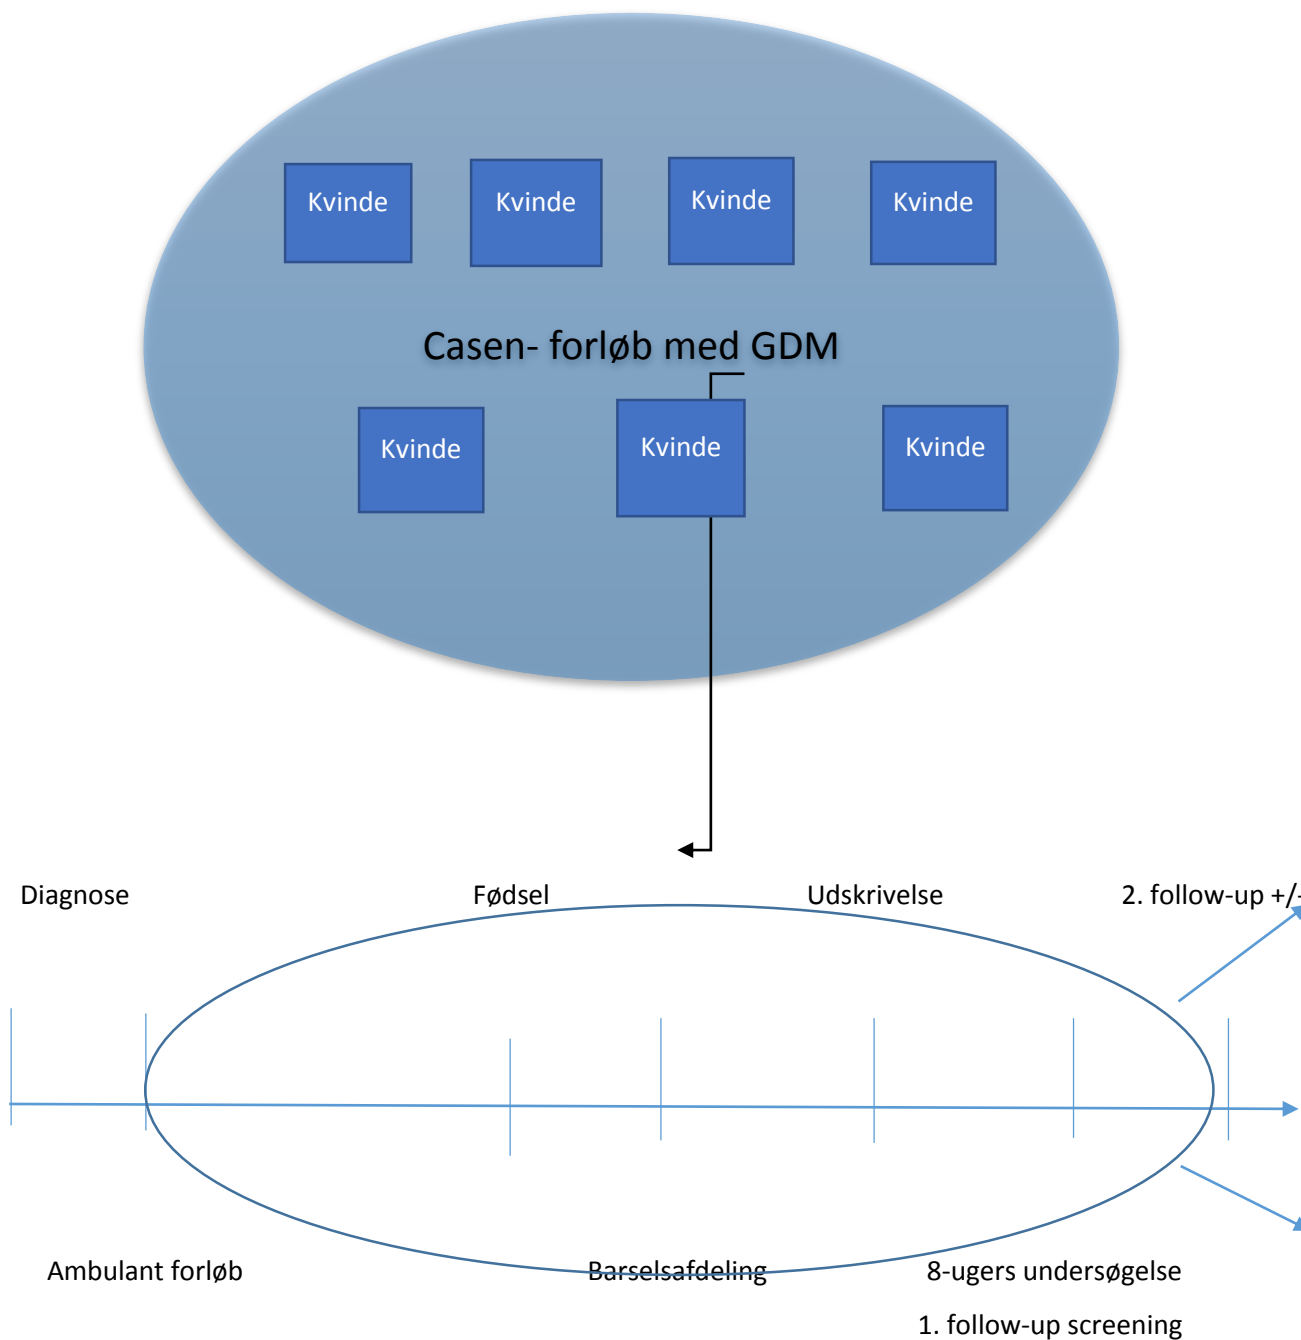 Kvinde
Kvinde
Kvinde
Kvinde
Casen- forløb med GDM
Kvinde
Kvinde
Kvinde
Diagnose
Fødsel
Udskrivelse
2. follow-up +/-
Ambulant forløb
Barselsafdeling
8-ugers undersøgelse
1. follow-up screening